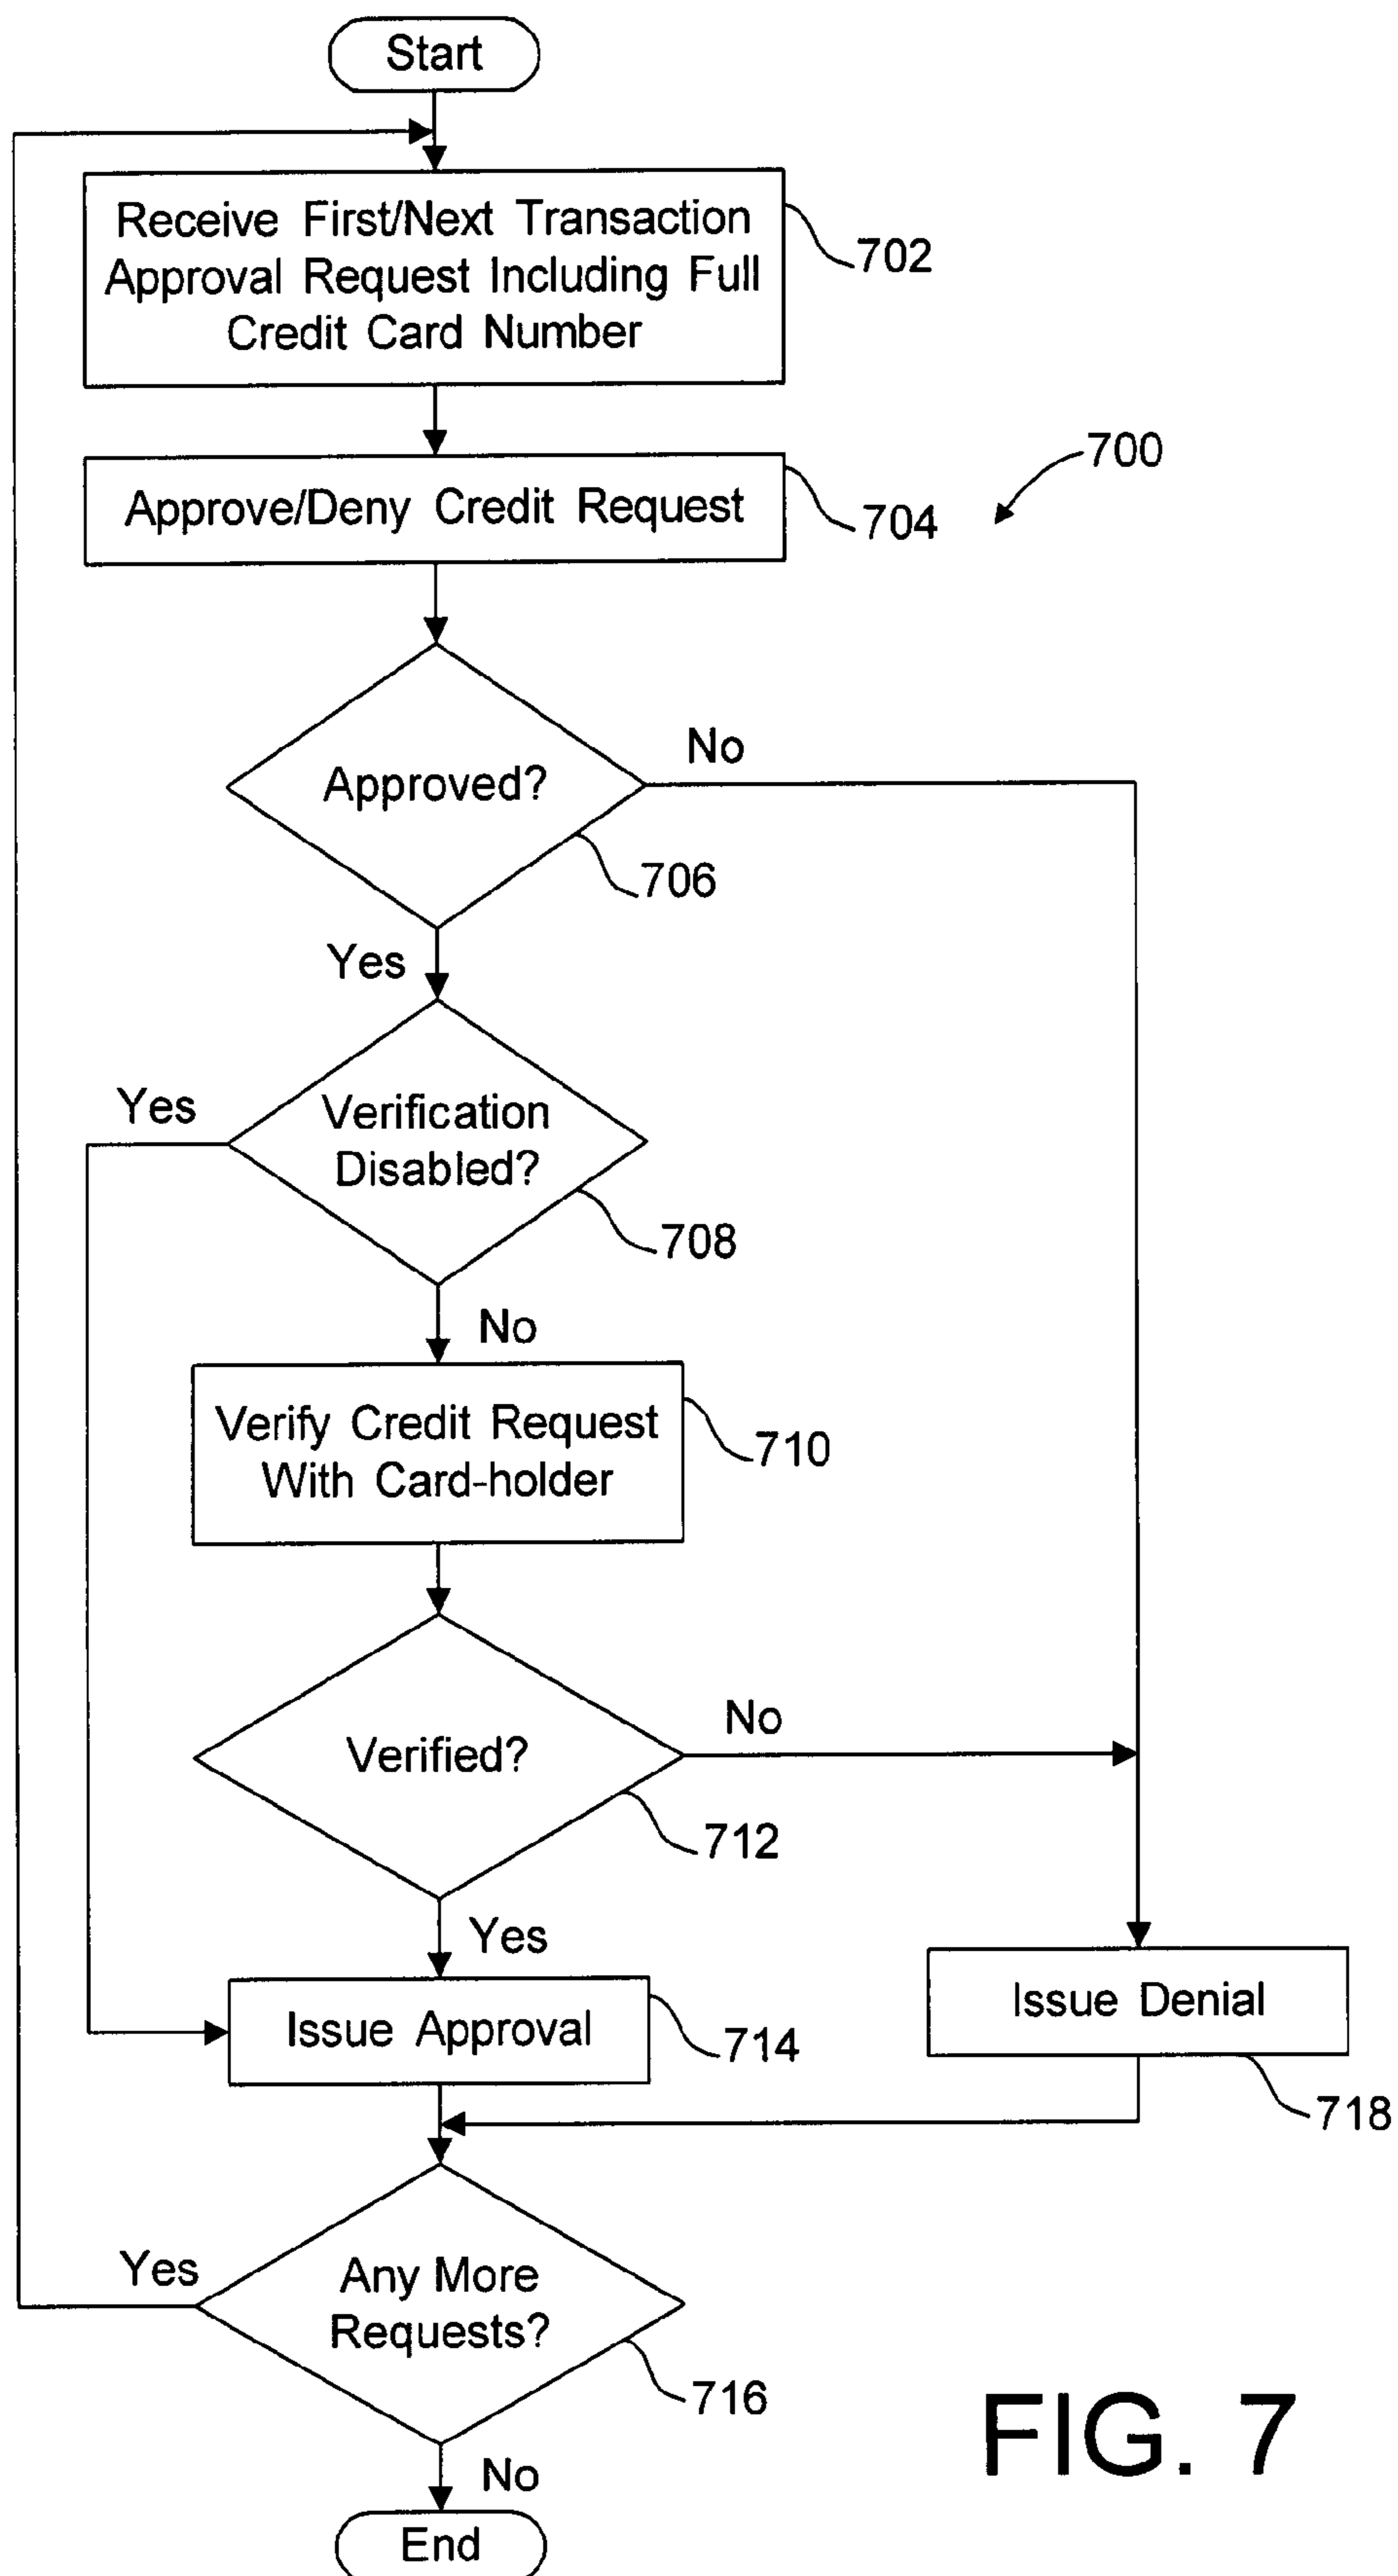 Start
Receive First/Next Transaction
Approval Request Including Full
Credit Card Number
702
700
Approve/Deny Credit Request
704
No
Approved?
706
Yes
Yes
Verification
Disabled?
708
No
Verify Credit Request
With Card-holder
710
No
Verified?
712
Yes
Issue Denial
Issue Approval
714
718
Yes
Any More
Requests?
716
FIG. 7
No
End